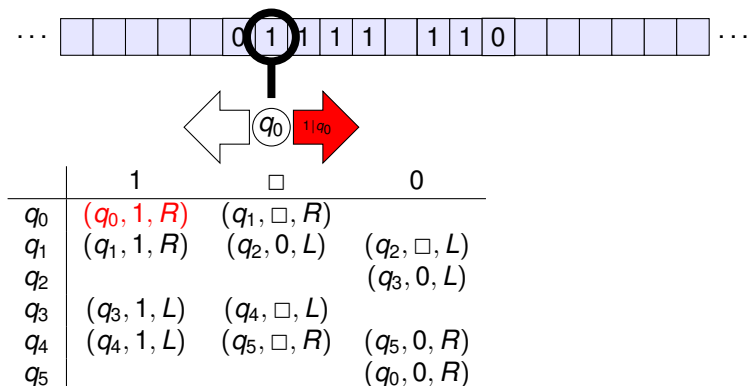 ··· 0 1 1 1 1 1 1 0 ···
q₀ 1|q₀
1 □ 0
q₀ (q₀, 1, R) (q₁, □, R)
q₁ (q₁, 1, R) (q₂, 0, L) (q₂, □, L)
q₂ (q₃, 0, L)
q₃ (q₃, 1, L) (q₄, □, L)
q₄ (q₄, 1, L) (q₅, □, R) (q₅, 0, R)
q₅ (q₀, 0, R)